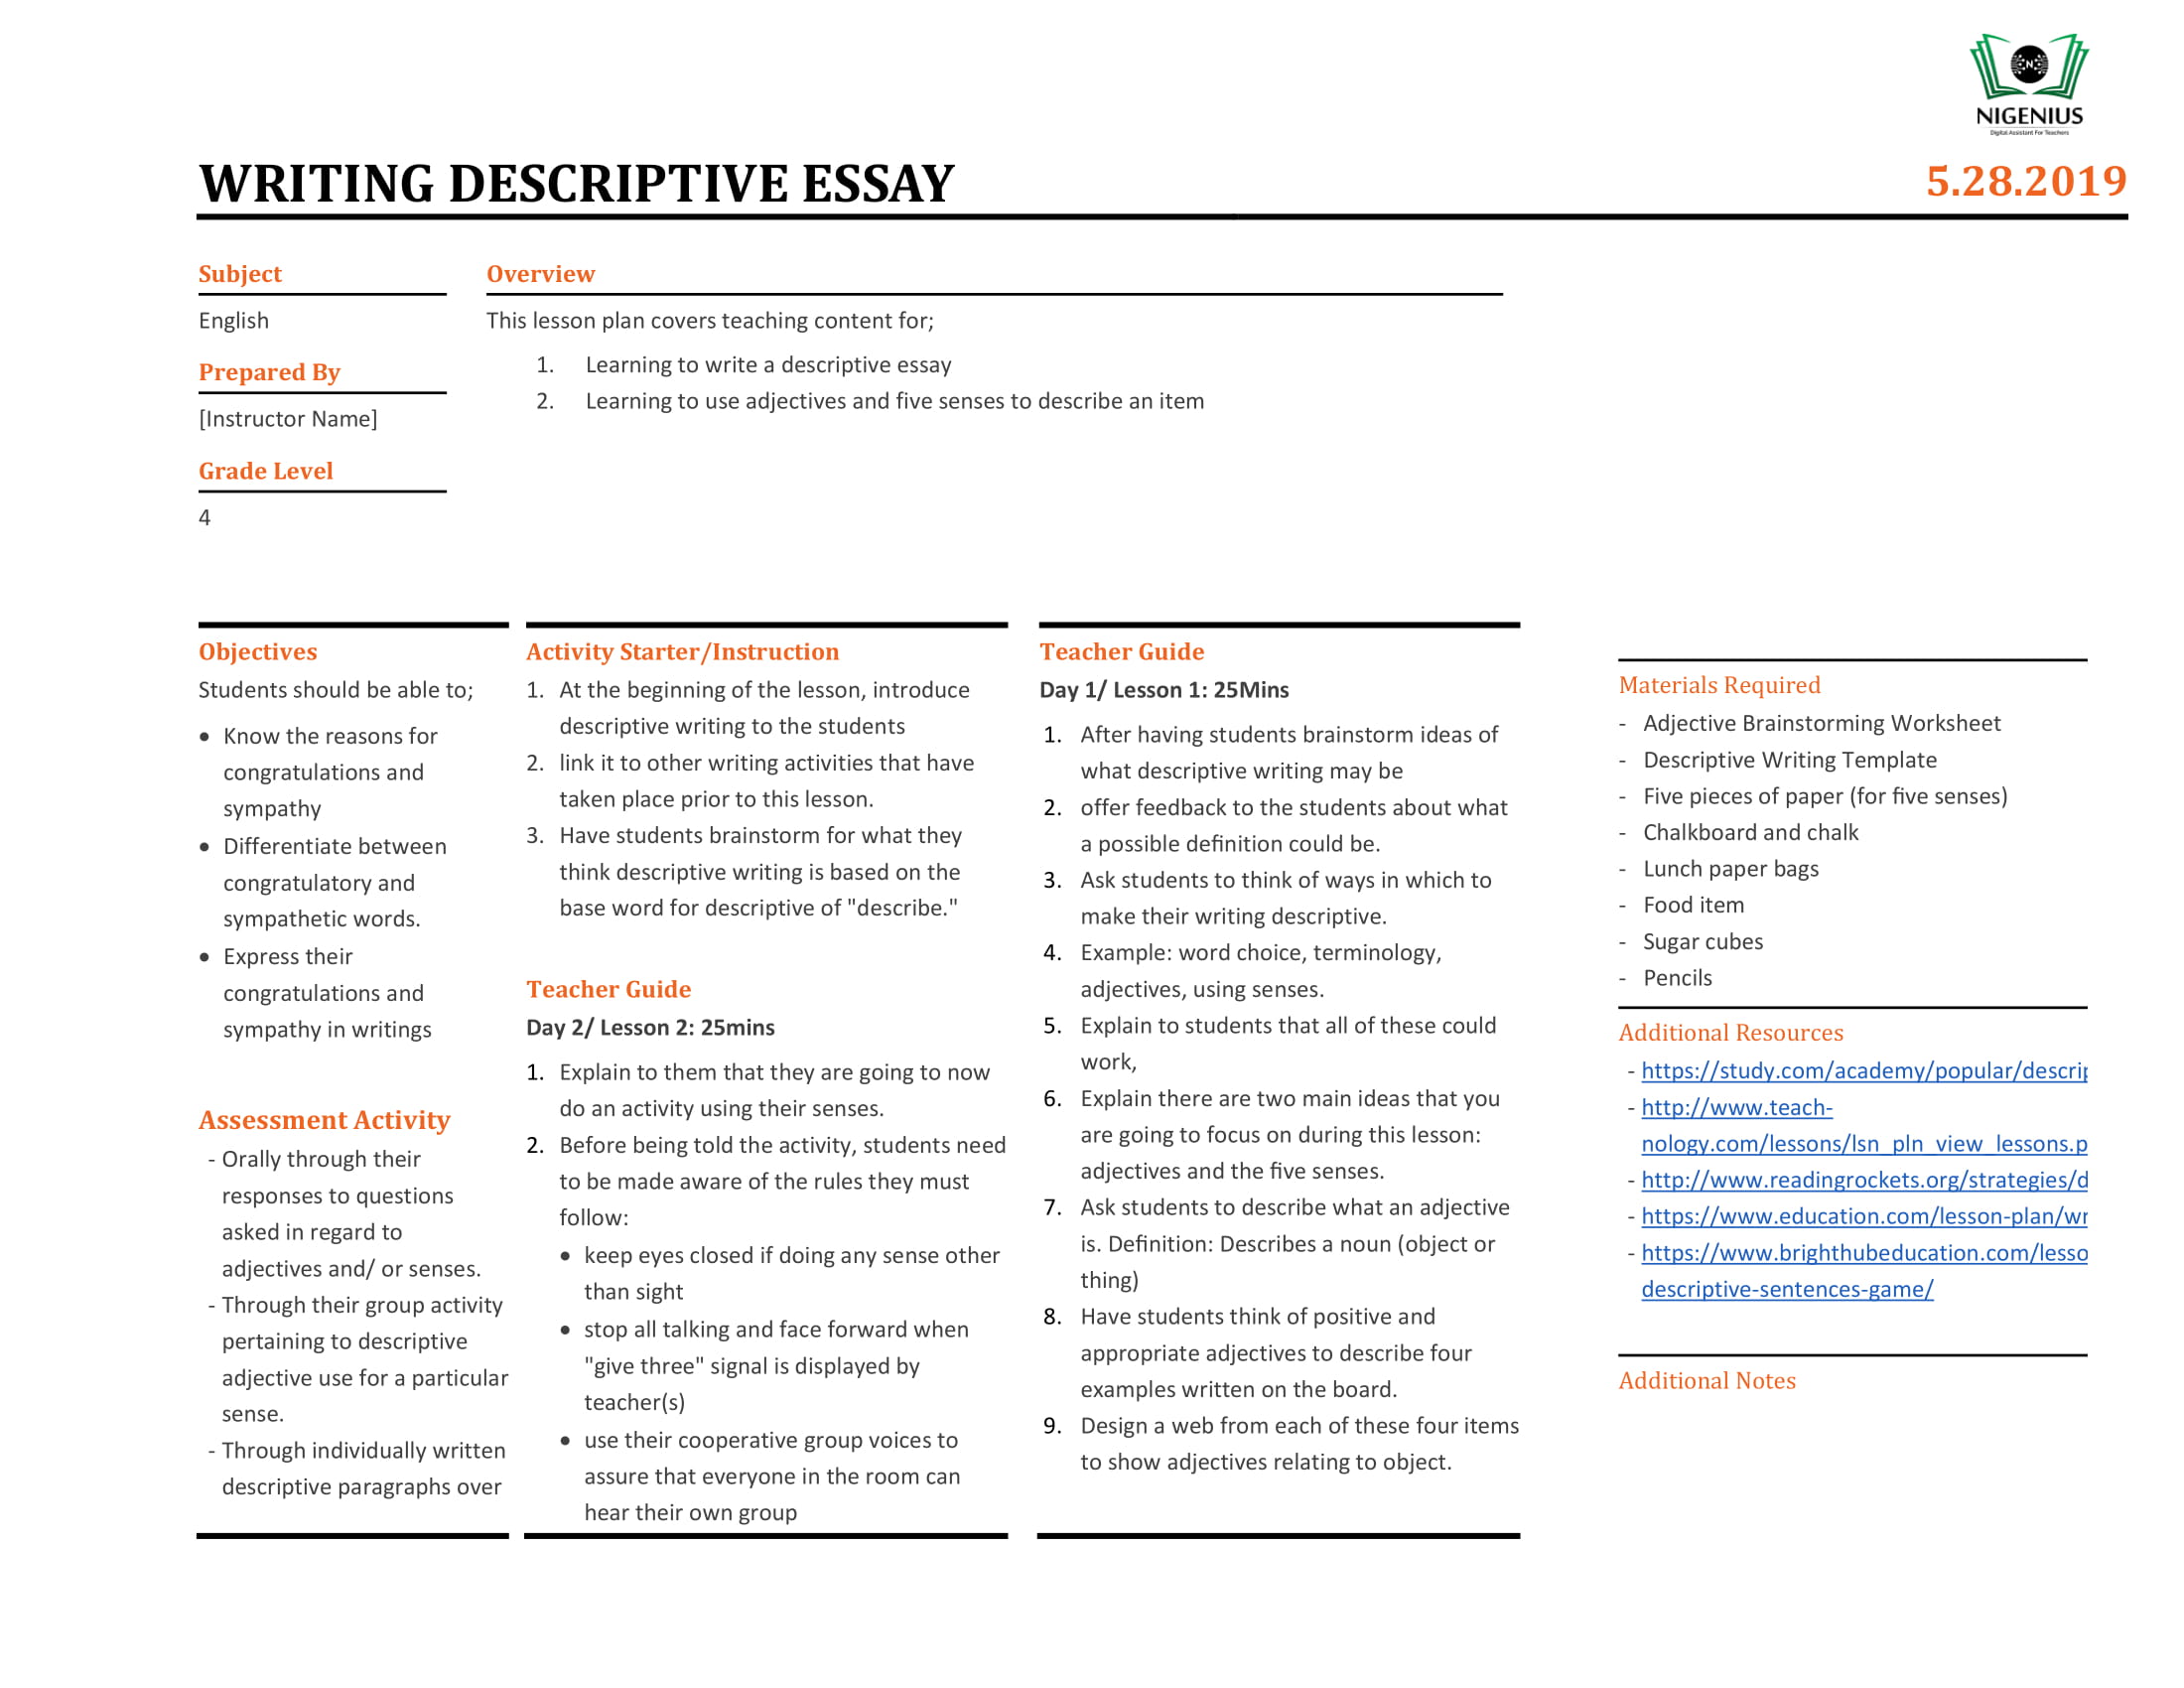 NIGENIUS
Digital Assistant For Teachers
WRITING DESCRIPTIVE ESSAY
5.28.2019
Subject
English
Prepared By
[Instructor Name]
Grade Level
4
Overview
This lesson plan covers teaching content for;
1. Learning to write a descriptive essay
2. Learning to use adjectives and five senses to describe an item
Objectives
Students should be able to;
• Know the reasons for
congratulations and
sympathy
• Differentiate between
congratulatory and
sympathetic words.
• Express their
congratulations and
sympathy in writings
Assessment Activity
- Orally through their
responses to questions
asked in regard to
adjectives and/ or senses.
- Through their group activity
pertaining to descriptive
adjective use for a particular
sense.
- Through individually written
descriptive paragraphs over
Activity Starter/Instruction
1. At the beginning of the lesson, introduce
descriptive writing to the students
2. link it to other writing activities that have
taken place prior to this lesson.
3. Have students brainstorm for what they
think descriptive writing is based on the
base word for descriptive of "describe."
Teacher Guide
Day 2/ Lesson 2: 25mins
1. Explain to them that they are going to now
do an activity using their senses.
2. Before being told the activity, students need
to be made aware of the rules they must
follow:
• keep eyes closed if doing any sense other
than sight
• stop all talking and face forward when
"give three" signal is displayed by
teacher(s)
• use their cooperative group voices to
assure that everyone in the room can
hear their own group
Teacher Guide
Day 1/ Lesson 1: 25Mins
1. After having students brainstorm ideas of
what descriptive writing may be
2. offer feedback to the students about what
a possible definition could be.
3. Ask students to think of ways in which to
make their writing descriptive.
4. Example: word choice, terminology,
adjectives, using senses.
5. Explain to students that all of these could
work,
6. Explain there are two main ideas that you
are going to focus on during this lesson:
adjectives and the five senses.
7. Ask students to describe what an adjective
is. Definition: Describes a noun (object or
thing)
8. Have students think of positive and
appropriate adjectives to describe four
examples written on the board.
9. Design a web from each of these four items
to show adjectives relating to object.
Materials Required
- Adjective Brainstorming Worksheet
- Descriptive Writing Template
- Five pieces of paper (for five senses)
- Chalkboard and chalk
- Lunch paper bags
- Food item
- Sugar cubes
- Pencils
Additional Resources
- https://study.com/academy/popular/descrip
- http://www.teach-
nology.com/lessons/lsn_pln_view_lessons.p
- http://www.readingrockets.org/strategies/d
- https://www.education.com/lesson-plan/wr
- https://www.brighthubeducation.com/lesso
descriptive-sentences-game/
Additional Notes